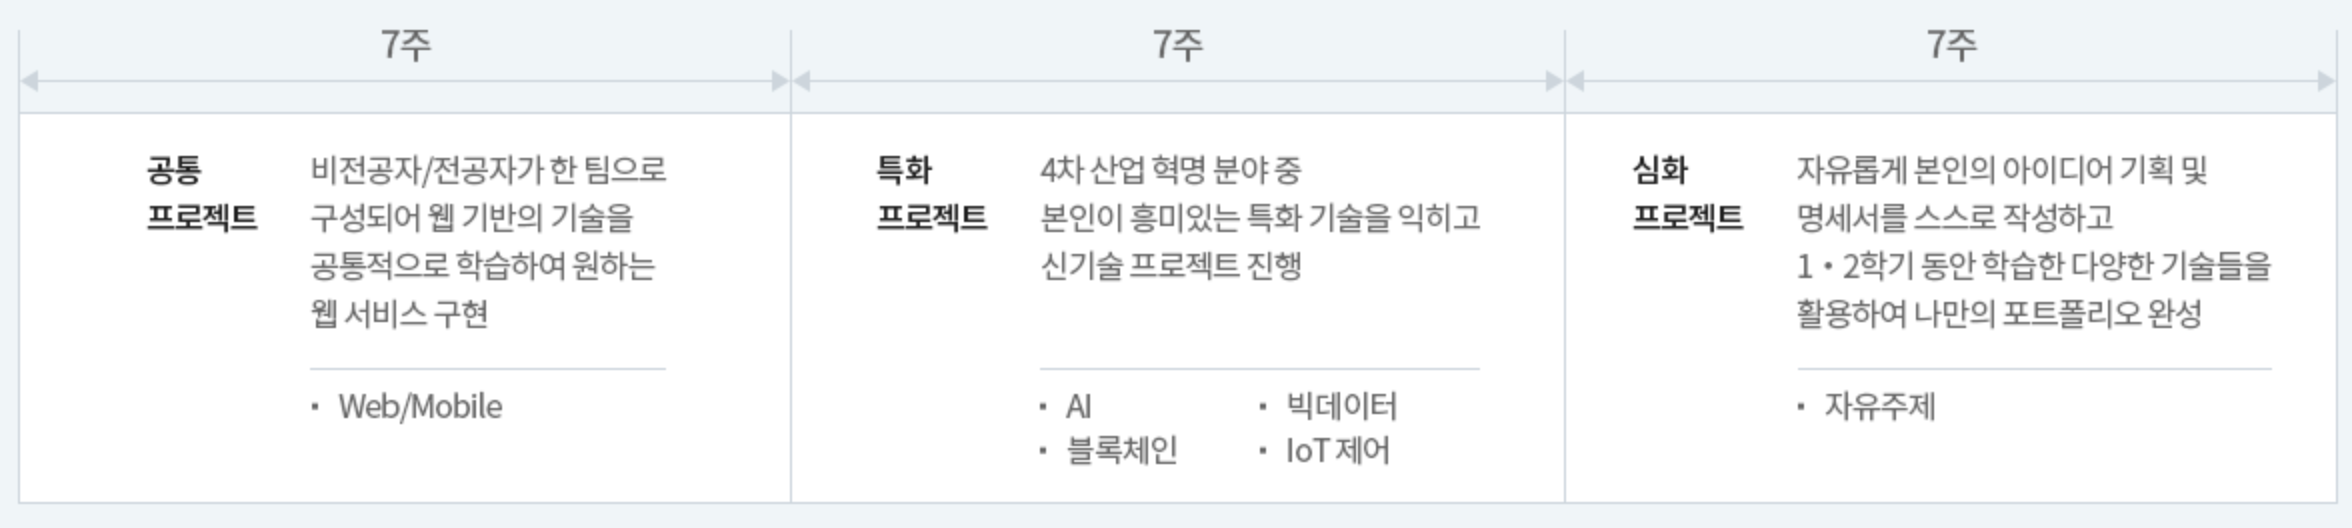 7주
7주
7주
공통
프로젝트
비전공자/전공자가 한 팀으로
구성되어 웹 기반의 기술을
공통적으로 학습하여 원하는
웹 서비스 구현
· Web/Mobile
특화
프로젝트
4차 산업 혁명 분야 중
본인이 흥미있는 특화 기술을 익히고
신기술 프로젝트 진행
· AI
· 빅데이터
· 블록체인
· IoT 제어
심화
프로젝트
자유롭게 본인의 아이디어 기획 및
명세서를 스스로 작성하고
1・2학기 동안 학습한 다양한 기술들을
활용하여 나만의 포트폴리오 완성
· 자유주제